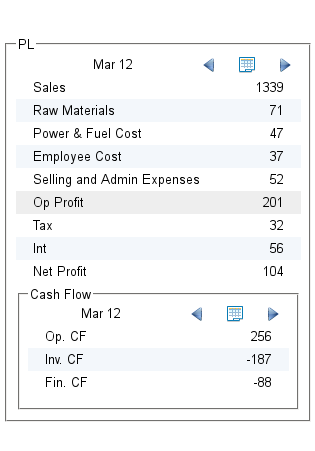 PL
Mar 12
Sales 1339
Raw Materials 71
Power & Fuel Cost 47
Employee Cost 37
Selling and Admin Expenses 52
Op Profit 201
Tax 32
Int 56
Net Profit 104
Cash Flow
Mar 12
Op. CF 256
Inv. CF -187
Fin. CF -88